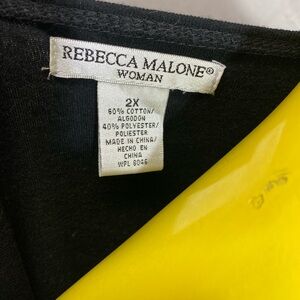 REBECCA MALONE®
WOMAN
2X
60% COTTON/
ALGODON
40% POLYESTER/
POLIESTER
MADE IN CHINA/
HECHO EN
CHINA
WPL 8046